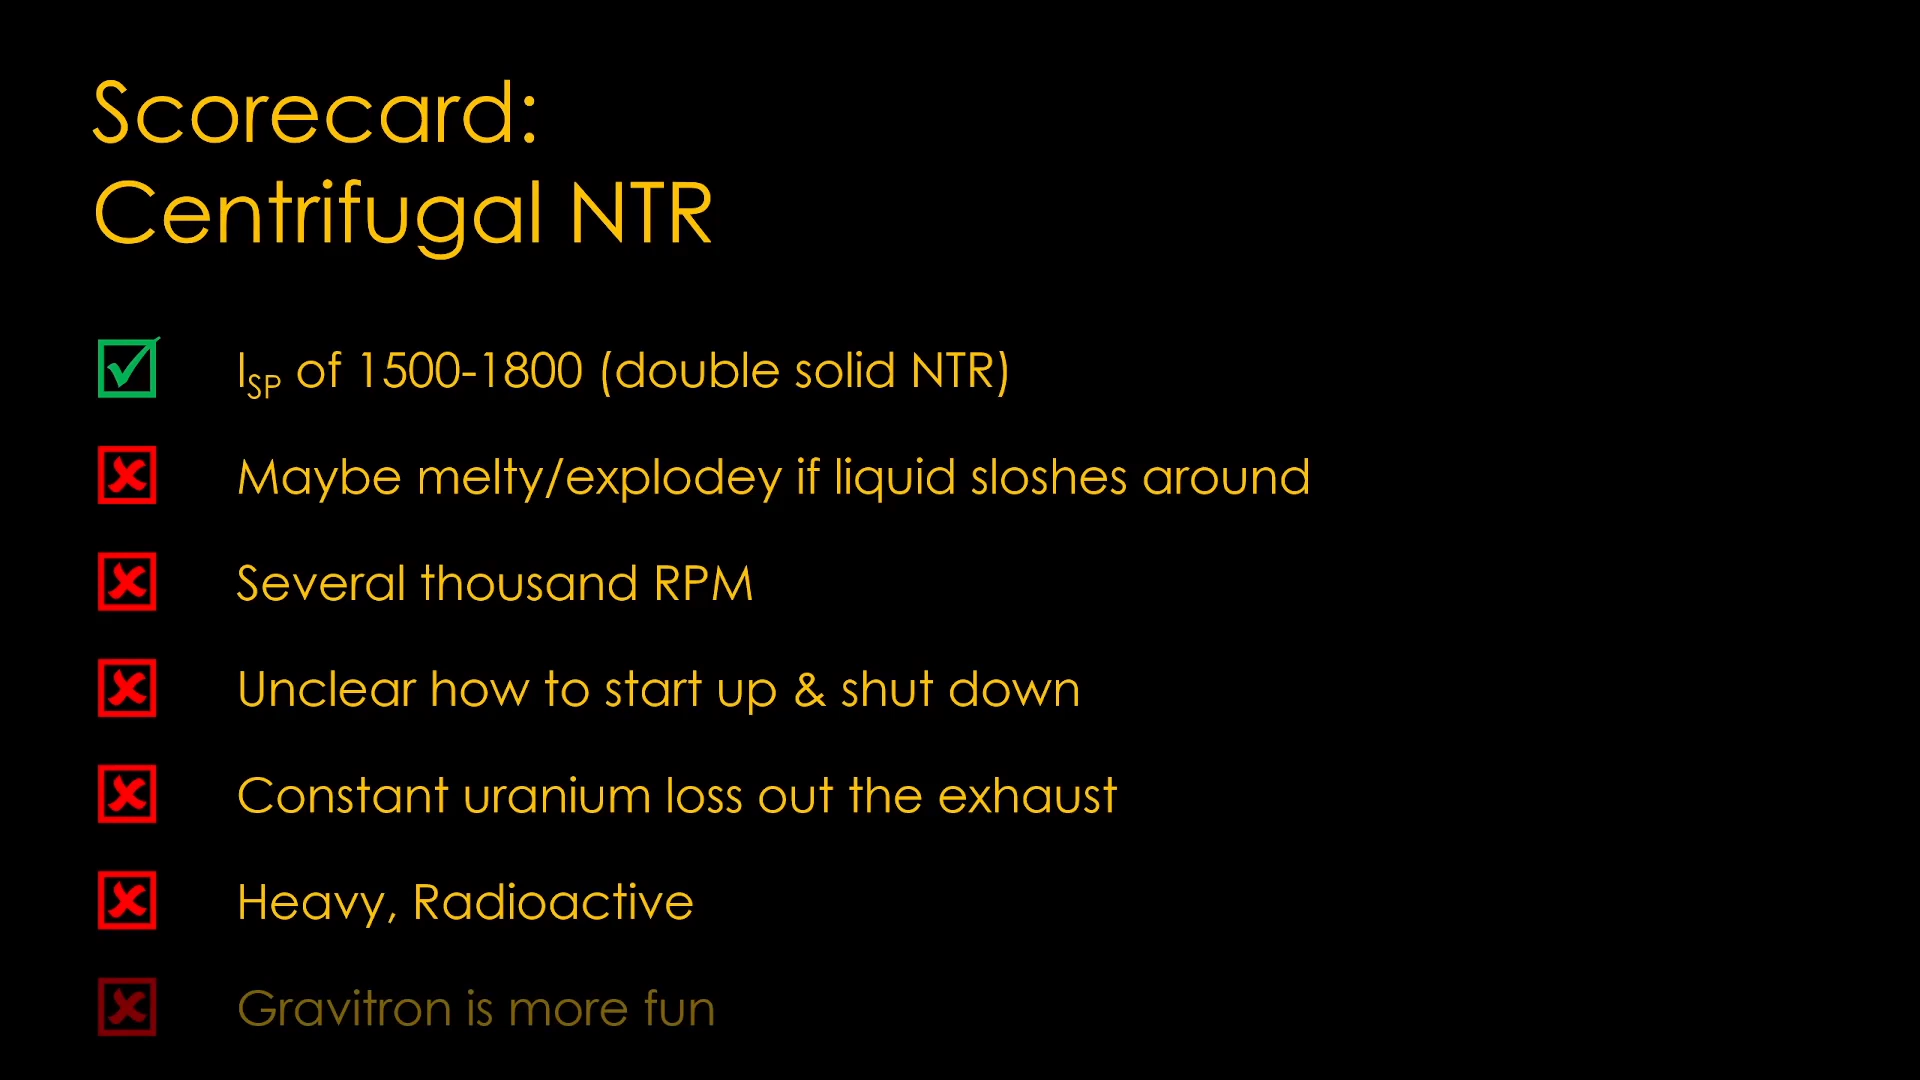 Scorecard:
Centrifugal NTR
I_SP of 1500-1800 (double solid NTR)
Maybe melty/explodey if liquid sloshes around
Several thousand RPM
Unclear how to start up & shut down
Constant uranium loss out the exhaust
Heavy, Radioactive
Gravitron is more fun